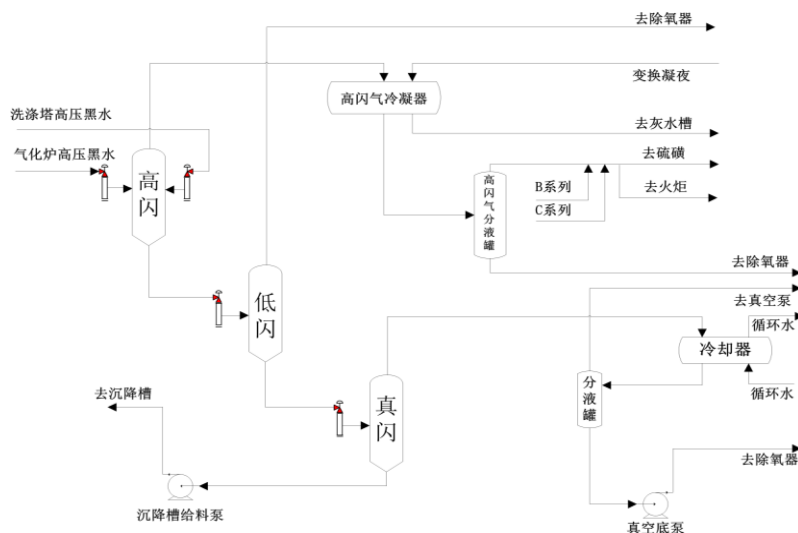 去除氧器
变换凝夜
高闪气冷凝器
洗涤塔高压黑水
去灰水槽
气化炉高压黑水
去硫磺
高闪
高闪气分液罐
B系列
去火炬
C系列
去除氧器
低闪
去真空泵
循环水
冷却器
去沉降槽
真闪
分液罐
循环水
去除氧器
沉降槽给料泵
真空底泵